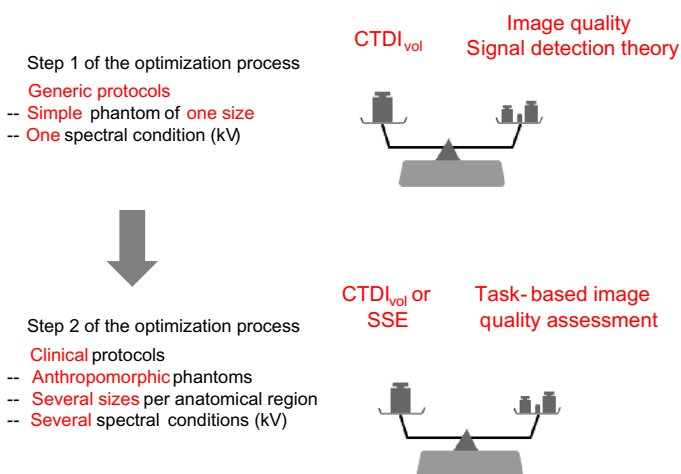 CTDIvol
Image quality
Signal detection theory
Step 1 of the optimization process
Generic protocols
-- Simple phantom of one size
-- One spectral condition (kV)
CTDIvol or
SSE
Task-based image
quality assessment
Step 2 of the optimization process
Clinical protocols
-- Anthropomorphic phantoms
-- Several sizes per anatomical region
-- Several spectral conditions (kV)